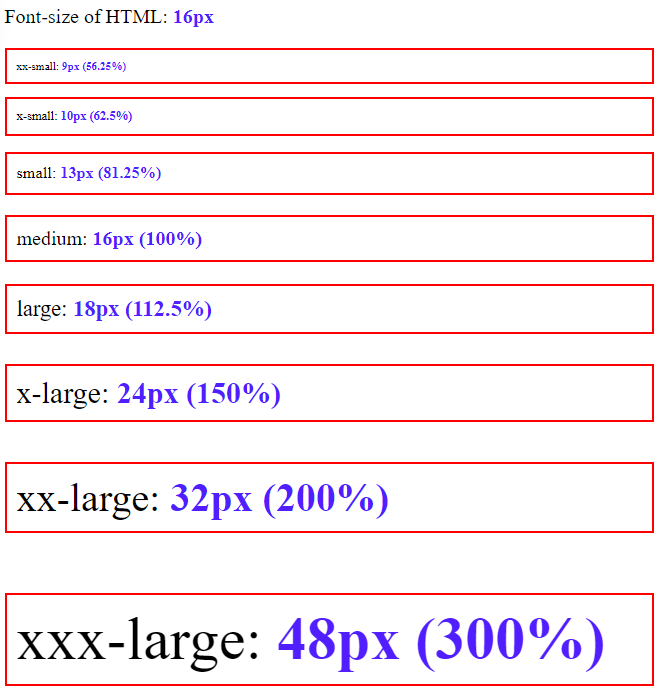 Font-size of HTML: 16px
xx-small: 9px (56.25%)
x-small: 10px (62.5%)
small: 13px (81.25%)
medium: 16px (100%)
large: 18px (112.5%)
x-large: 24px (150%)
xx-large: 32px (200%)
xxx-large: 48px (300%)